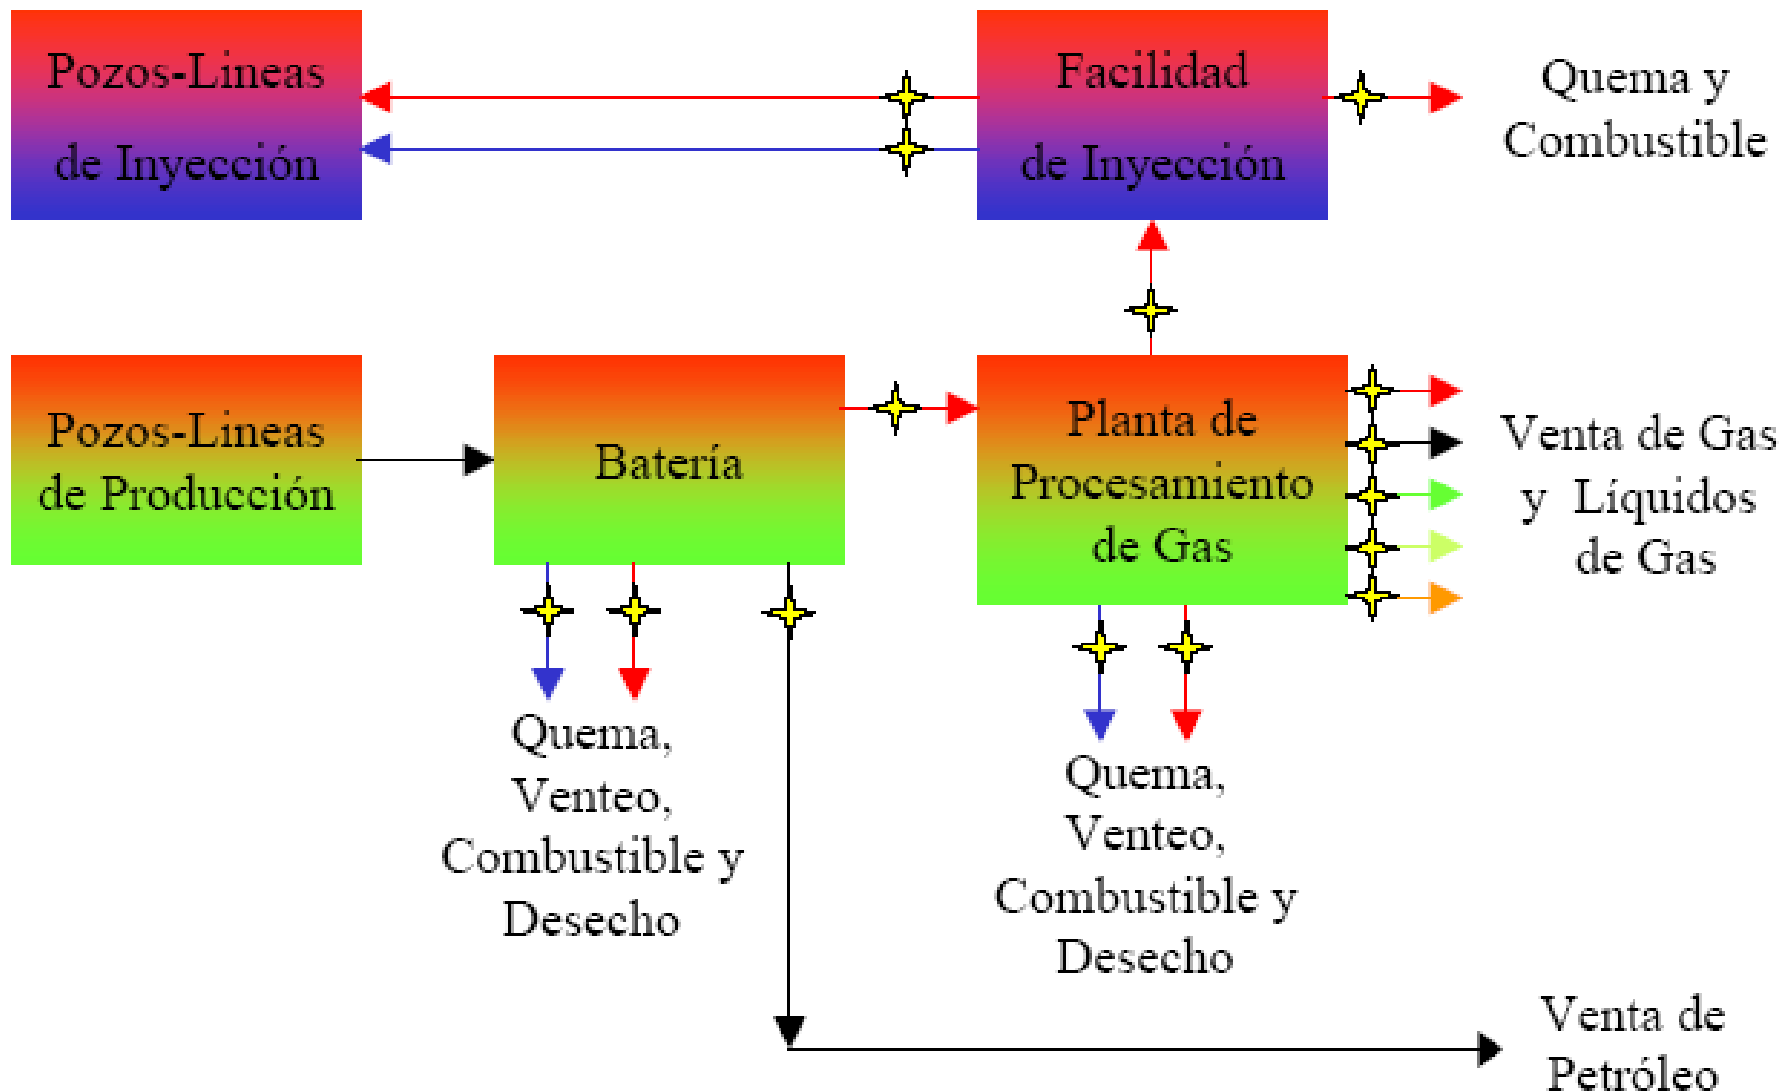 Pozos-Lineas
de Inyección
Facilidad
de Inyección
Quema y
Combustible
Pozos-Lineas
de Producción
Batería
Planta de
Procesamiento
de Gas
Venta de Gas
y Líquidos
de Gas
Quema,
Venteo,
Combustible y
Desecho
Quema,
Venteo,
Combustible y
Desecho
Venta de
Petróleo